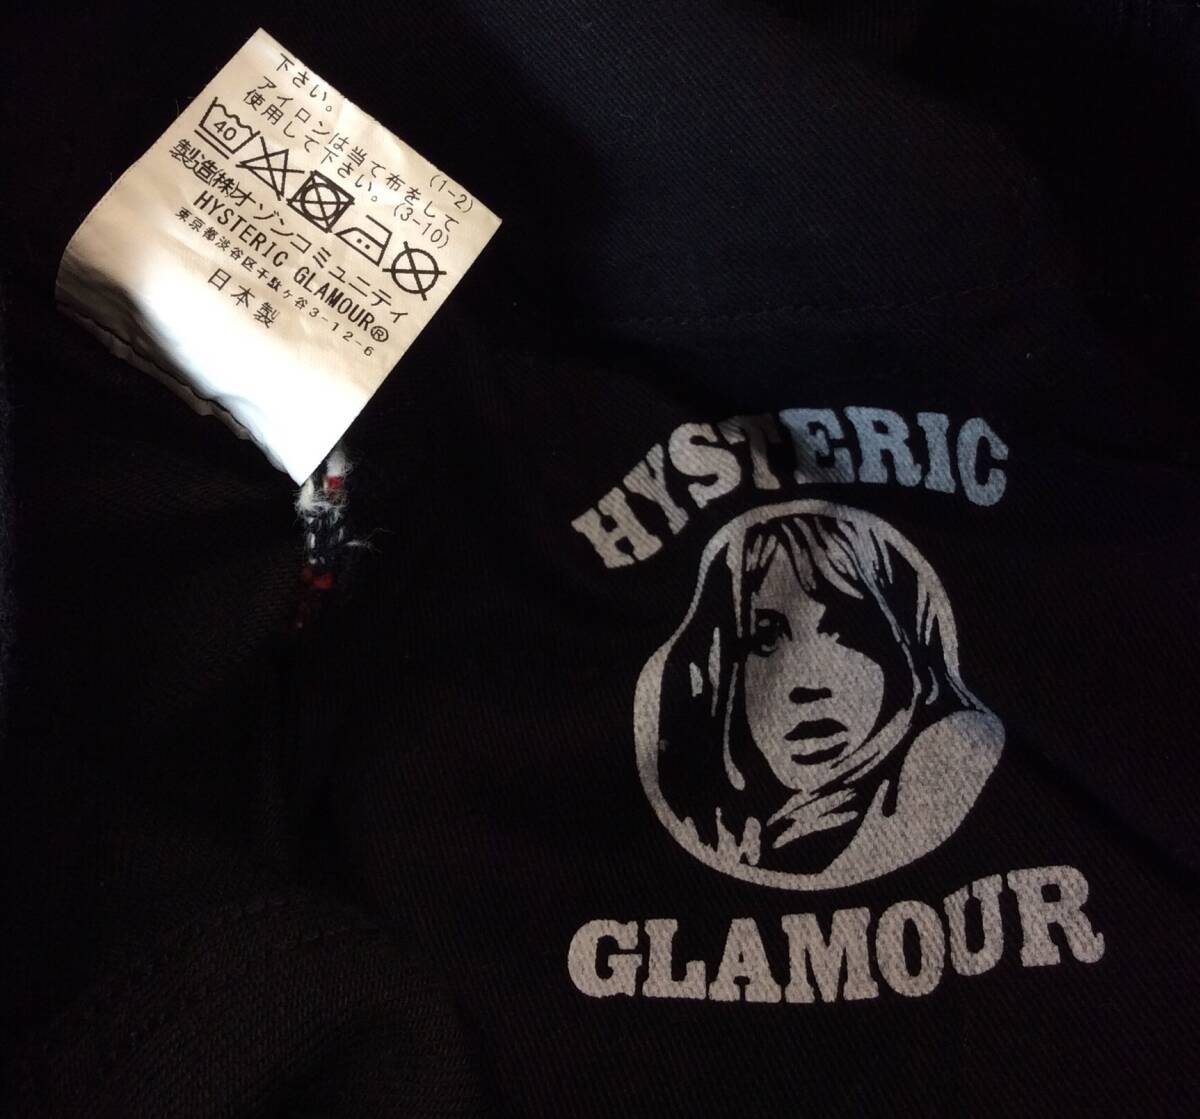 下さい。 (1-2)
アイロンは当て布をして
使用して下さい。(3-10)
40
製造㈱オゾンコミュニティ
HYSTERIC GLAMOUR®
東京都渋谷区千駄ケ谷3-12-6
日本製
HYSTERIC
GLAMOUR